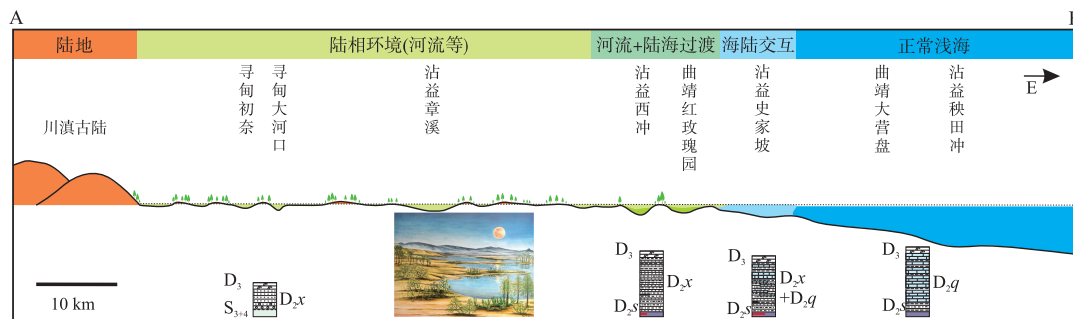 A
B
陆地
陆相环境(河流等)
河流+陆海过渡
海陆交互
正常浅海
川滇古陆
寻甸初奈
寻甸大河口
沾益章溪
沾益西冲
曲靖红玫瑰园
沾益史家坡
曲靖大营盘
沾益秧田冲
E
10 km
D₃
S₃₊₄
D₂x
D₃
D₂s
D₂x
D₃
D₂s
D₂x
+D₂q
D₃
D₂s
D₂q